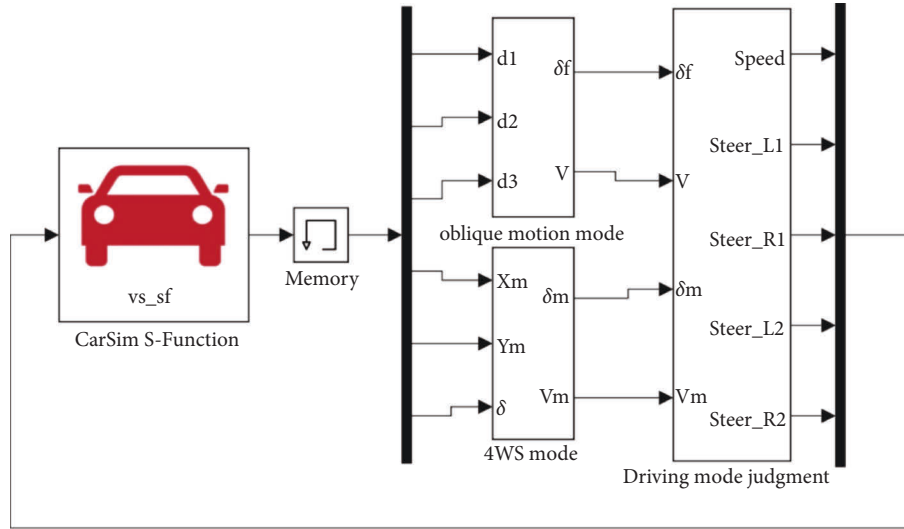 vs_sf
CarSim S-Function
Memory
d1
d2
d3
δf
V
oblique motion mode
Xm
Ym
δ
δm
Vm
4WS mode
δf
V
δm
Vm
Speed
Steer_L1
Steer_R1
Steer_L2
Steer_R2
Driving mode judgment